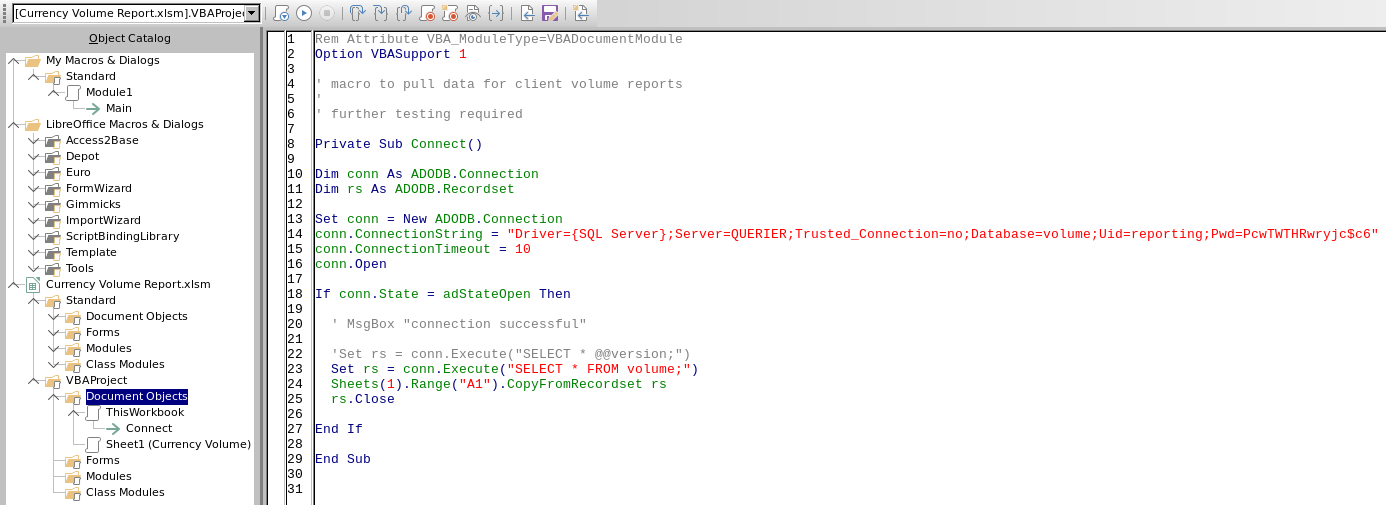 [Currency Volume Report.xlsm].VBAProje
Object Catalog
My Macros & Dialogs
Standard
Module1
Main
LibreOffice Macros & Dialogs
Access2Base
Depot
Euro
FormWizard
Gimmicks
ImportWizard
ScriptBindingLibrary
Template
Tools
Currency Volume Report.xlsm
Standard
Document Objects
Forms
Modules
Class Modules
VBAProject
Document Objects
ThisWorkbook
Connect
Sheet1 (Currency Volume)
Forms
Modules
Class Modules
1 Rem Attribute VBA_ModuleType=VBADocumentModule
2 Option VBASupport 1
3
4 ' macro to pull data for client volume reports
5 '
6 ' further testing required
7
8 Private Sub Connect()
9
10 Dim conn As ADODB.Connection
11 Dim rs As ADODB.Recordset
12
13 Set conn = New ADODB.Connection
14 conn.ConnectionString = "Driver={SQL Server};Server=QUERIER;Trusted_Connection=no;Database=volume;Uid=reporting;Pwd=PcwTWTHRwryjc$c6"
15 conn.ConnectionTimeout = 10
16 conn.Open
17
18 If conn.State = adStateOpen Then
19
20 ' MsgBox "connection successful"
21
22 'Set rs = conn.Execute("SELECT * @@version;")
23 Set rs = conn.Execute("SELECT * FROM volume;")
24 Sheets(1).Range("A1").CopyFromRecordset rs
25 rs.Close
26
27 End If
28
29 End Sub
30
31